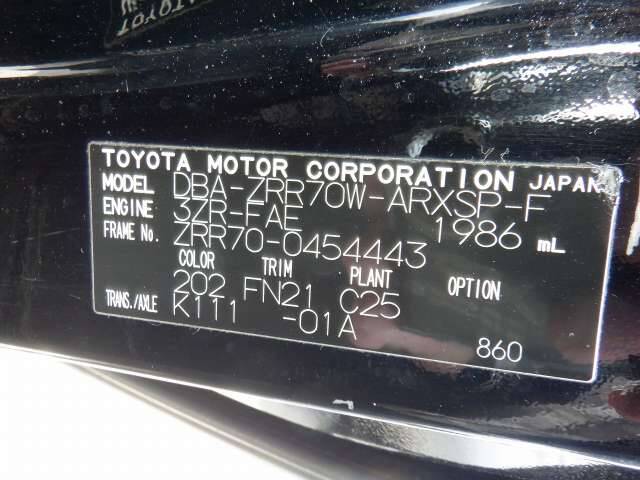 TOYOTA MOTOR CORPORATION JAPAN
MODEL DBA-ZRR70W-ARXSP-F
ENGINE 3ZR-FAE 1986 mL
FRAME No. ZRR70-0454443
COLOR TRIM PLANT OPTION
202 FN21 C25
TRANS./AXLE K111 -01A
860